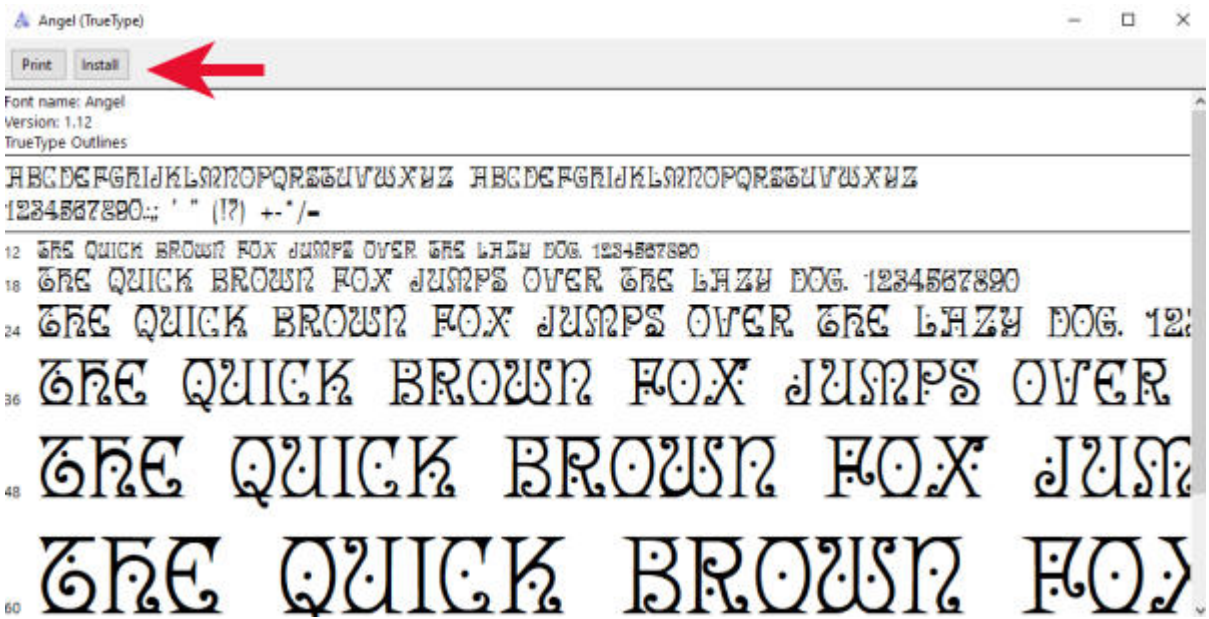 Angel (TrueType)
Print Install
Font name: Angel
Version: 1.12
TrueType Outlines
ABCDEFGHIJKLMNOPQRSTUVWXYZ ABCDEFGHIJKLMNOPQRSTUVWXYZ
1234567890.:; ' " (!?) +-*/=
12 THE QUICK BROWN FOX JUMPS OVER THE LAZY DOG. 1234567890
18 THE QUICK BROWN FOX JUMPS OVER THE LAZY DOG. 1234567890
24 THE QUICK BROWN FOX JUMPS OVER THE LAZY DOG. 123
36 THE QUICK BROWN FOX JUMPS OVER
48 THE QUICK BROWN FOX JUM
60 THE QUICK BROWN FOX